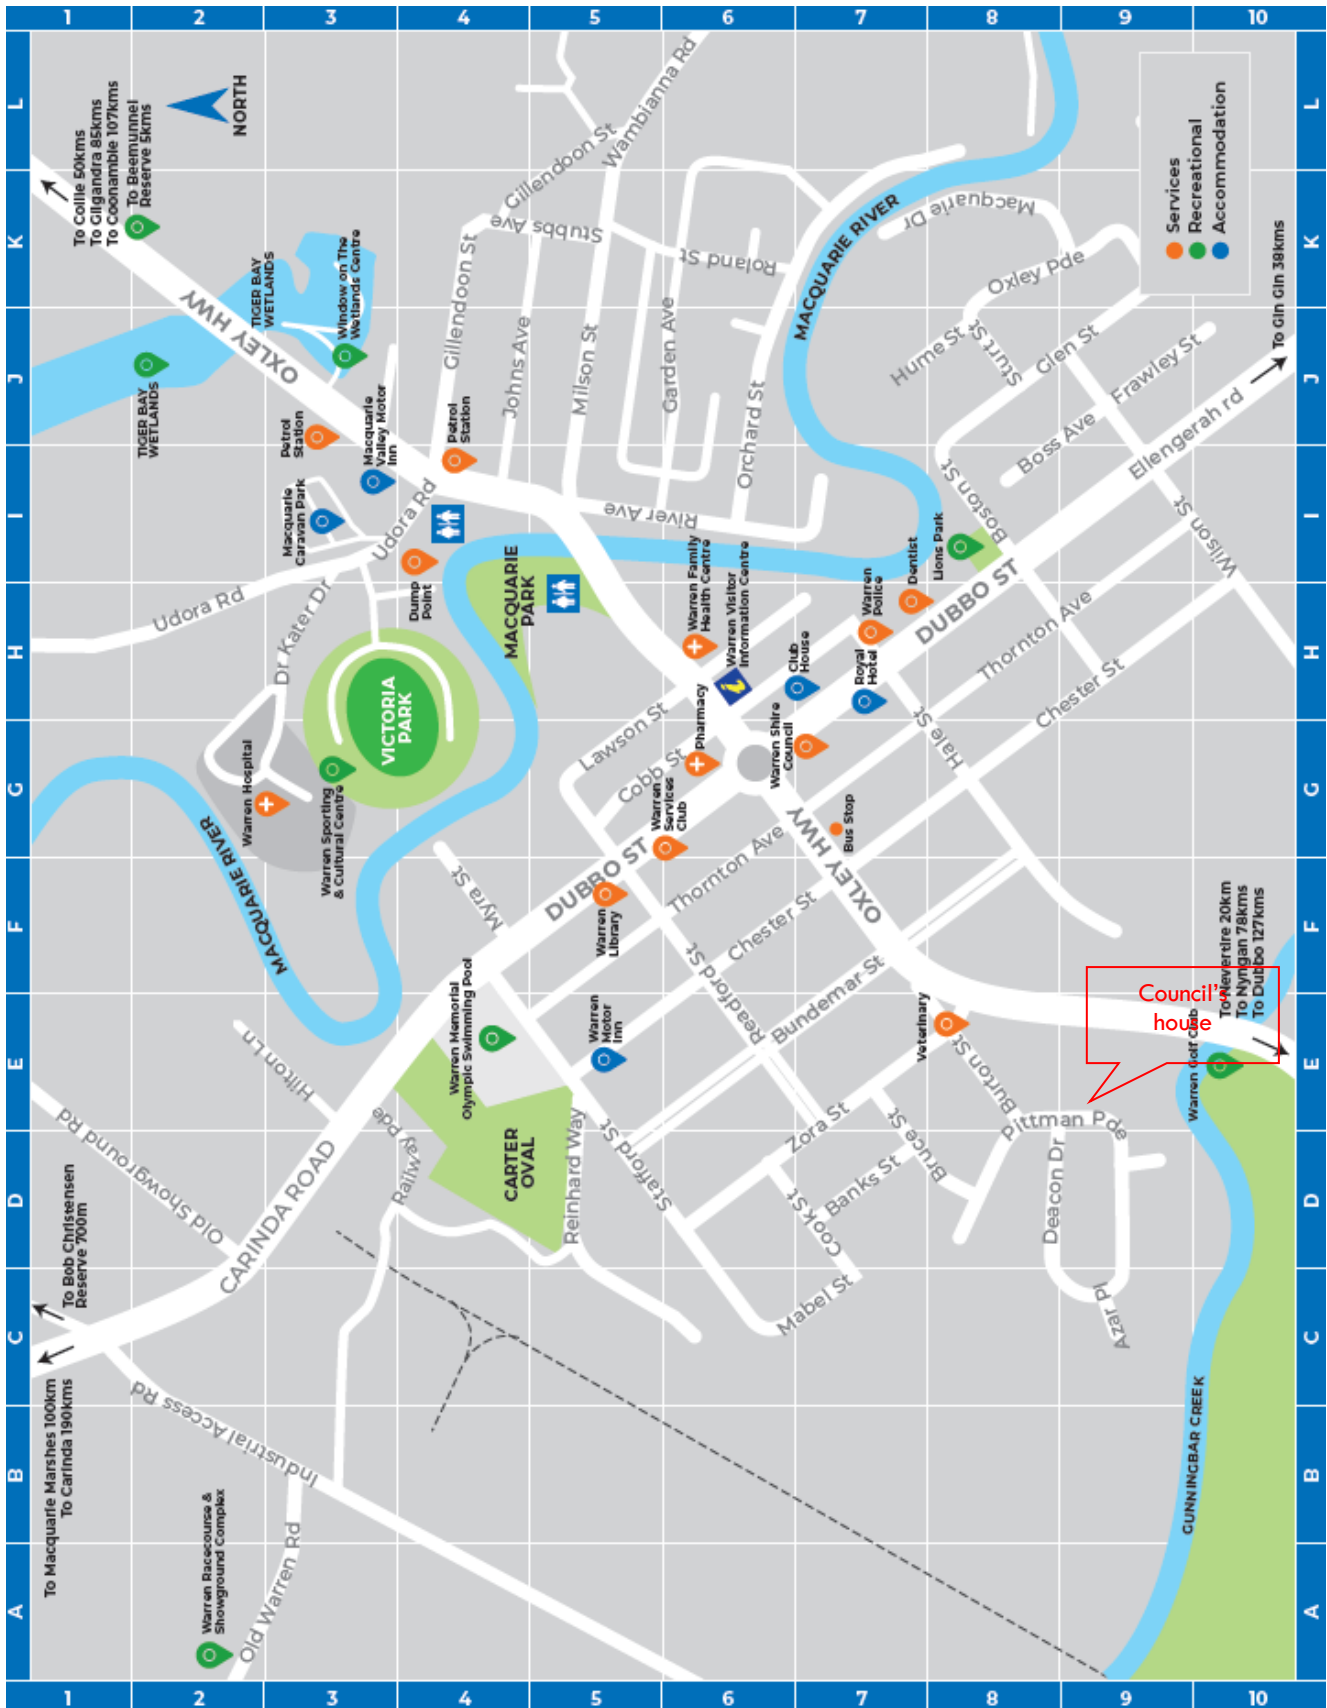 1 2 3 4 5 6 7 8 9 10
L
K
J
I
H
G
F
E
D
C
B
A
NORTH
To Collie 50kms
To Gilgandra 85kms
To Coonamble 107kms
To Beemunnel
Reserve 5kms
Services
Recreational
Accommodation
Wambianna Rd
Gillendoon St
Stubbs Ave
Roland St
MACQUARIE RIVER
Macquarie Dr
Oxley Pde
To Gin Gin 38kms
OXLEY HWY
TIGER BAY
WETLANDS
Window on The
Wetlands Centre
TIGER BAY
WETLANDS
Gillendoon St
Johns Ave
Milson St
Garden Ave
Orchard St
Hume St
Sturt St
Glen St
Frawley St
Boss Ave
Ellengerah rd
Petrol
Station
Macquarie
Valley Motor
Inn
Petrol
Station
Macquarie
Caravan Park
Udora Rd
River Ave
Boston St
Wilson St
Lions Park
Dentist
Udora Rd
Dr Kater Dr
Dump
Point
MACQUARIE
PARK
Warren Family
Health Centre
Warren Visitor
Information Centre
i
Club
House
Warren
Police
Royal
Hotel
DUBBO ST
Thornton Ave
Chester St
Hale St
VICTORIA
PARK
Lawson St
Cobb St
Pharmacy
Warren Shire
Council
Warren Hospital
Warren Sporting
& Cultural Centre
MACQUARIE RIVER
MACQUARIE RIVER
Warren
Services
Club
Bus Stop
OXLEY HWY
DUBBO ST
Myra St
Warren
Library
Thornton Ave
Chester St
Readford St
Bundemar St
Warren Memorial
Olympic Swimming Pool
Warren
Motor
Inn
Veterinary
Burton St
To Nevertire 20km
To Nyngan 78kms
To Dubbo 127kms
Council's
house
Warren Golf Club
Hilton Ln
Old Showground Rd
CARINDA ROAD
Railway Pde
CARTER
OVAL
Reinhard Way
Stafford St
Zora St
Bruce St
Banks St
Cook St
Mabel St
Pittman Pde
Deacon Dr
Azar Pl
To Bob Christensen
Reserve 700m
To Macquarie Marshes 100km
To Carinda 190kms
Industrial Access Rd
Warren Racecourse &
Showground Complex
Old Warren Rd
GUNNINGBAR CREEK
L
K
J
I
H
G
F
E
D
C
B
A
1 2 3 4 5 6 7 8 9 10